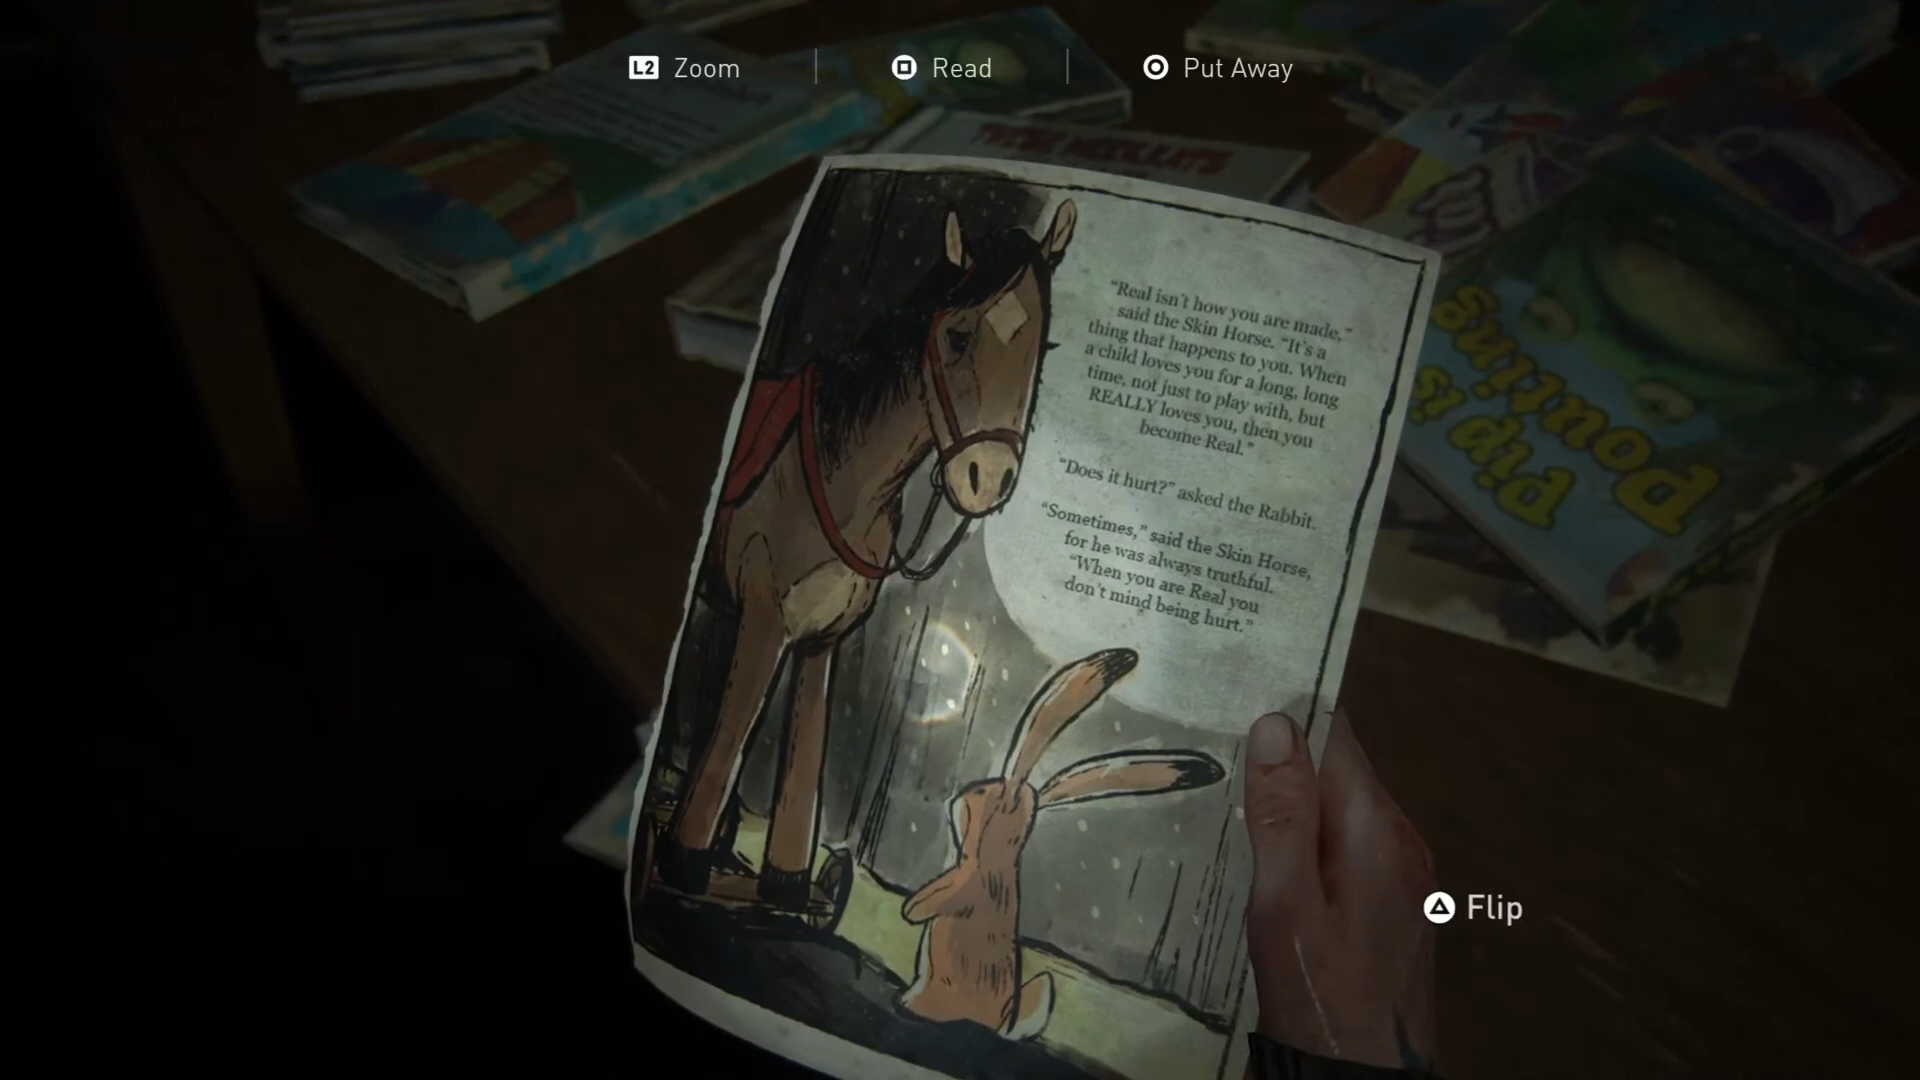 L2 Zoom
Read
Put Away
"Real isn't how you are made,"
said the Skin Horse. "It's a
thing that happens to you. When
a child loves you for a long, long
time, not just to play with, but
REALLY loves you, then you
become Real."
"Does it hurt?" asked the Rabbit.
"Sometimes," said the Skin Horse,
for he was always truthful.
"When you are Real you
don't mind being hurt."
Pip is
Pouting
Flip